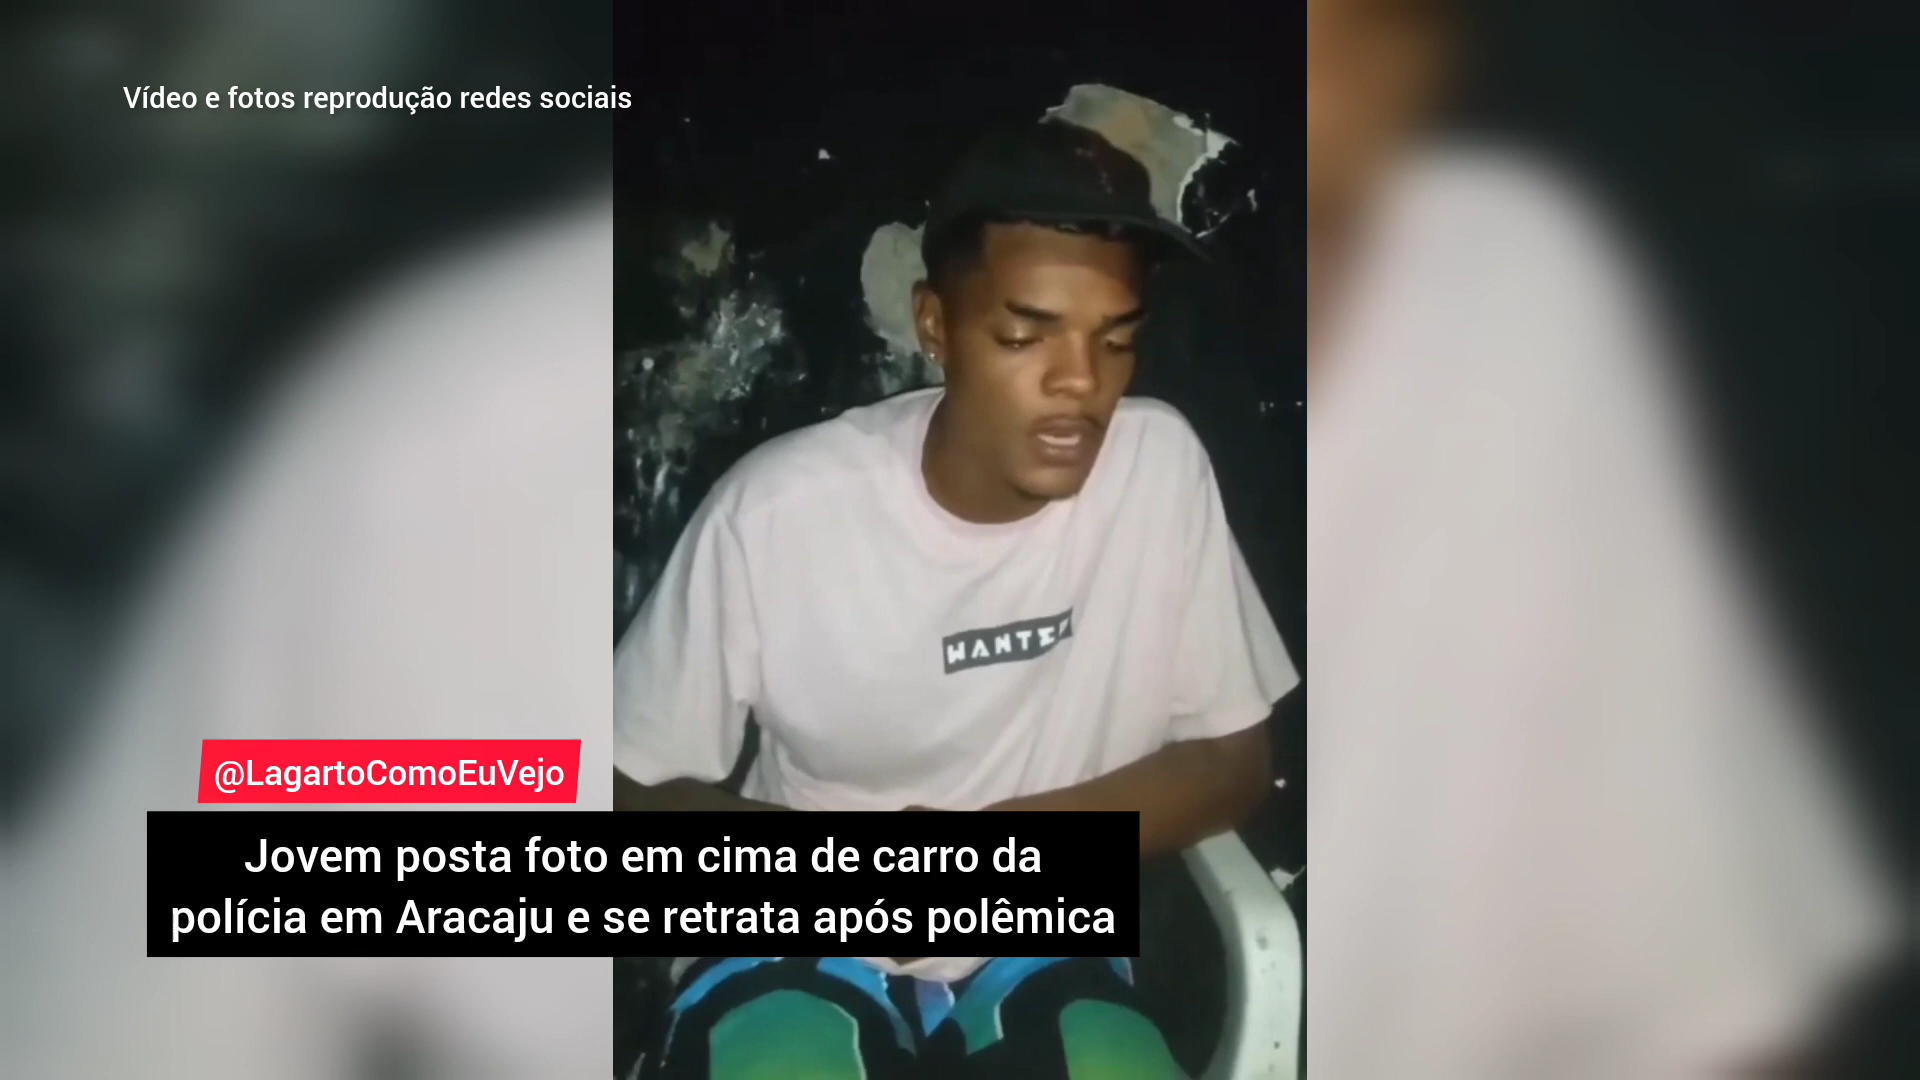 Vídeo e fotos reprodução redes sociais
WANTED
@LagartoComoEuVejo
Jovem posta foto em cima de carro da
polícia em Aracaju e se retrata após polêmica